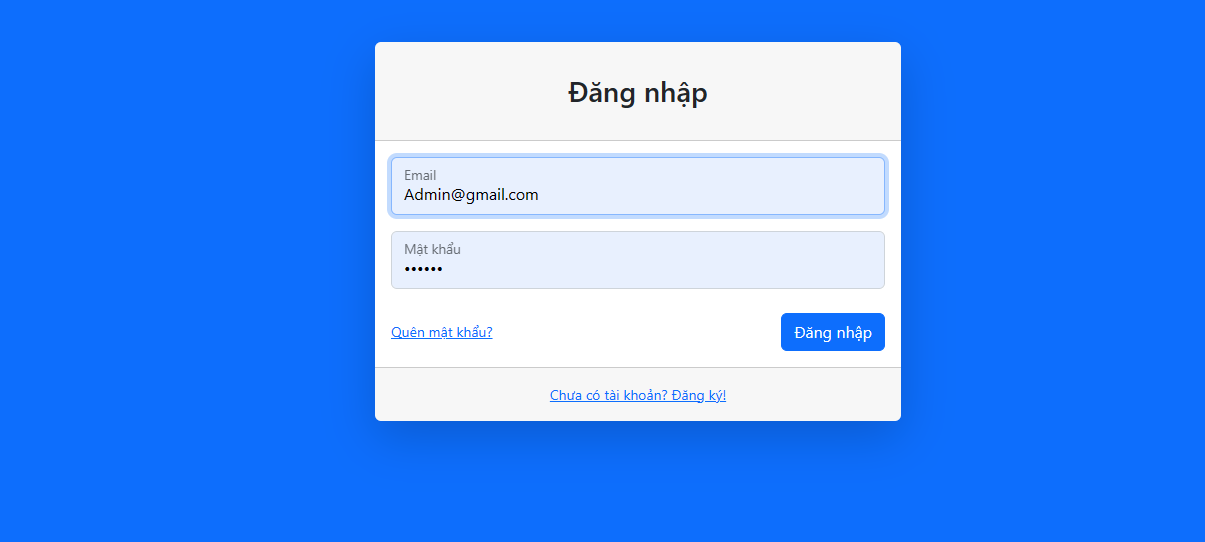 Đăng nhập
Email
Admin@gmail.com
Mật khẩu
••••••
Quên mật khẩu?
Đăng nhập
Chưa có tài khoản? Đăng ký!